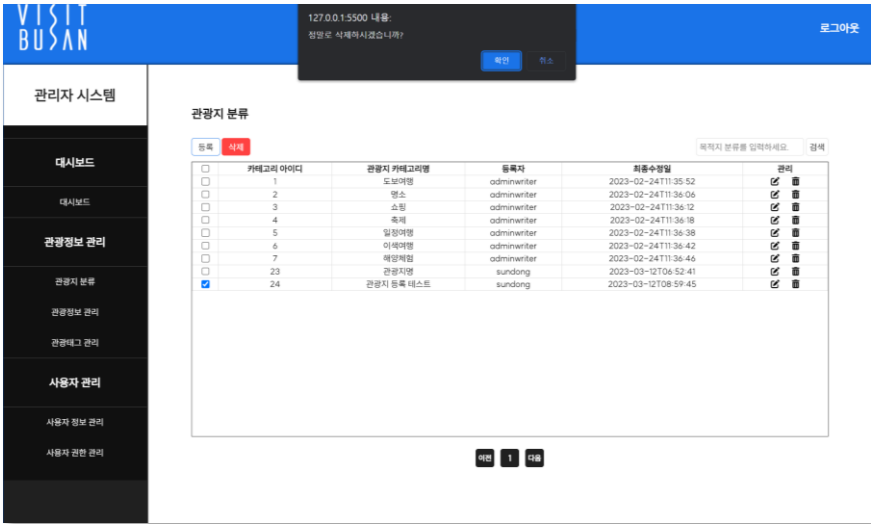 VISIT
BUSAN
127.0.0.1:5500 내용:
정말로 삭제하시겠습니까?
확인 취소
로그아웃
관리자 시스템
대시보드
대시보드
관광정보 관리
관광지 분류
관광정보 관리
관광태그 관리
사용자 관리
사용자 정보 관리
사용자 권한 관리
관광지 분류
등록 삭제 목적지 분류를 입력하세요. 검색
카테고리 아이디 관광지 카테고리명 등록자 최종수정일 관리
1 도보여행 adminwriter 2023-02-24T11:35:52
2 명소 adminwriter 2023-02-24T11:36:06
3 쇼핑 adminwriter 2023-02-24T11:36:12
4 축제 adminwriter 2023-02-24T11:36:18
5 일정여행 adminwriter 2023-02-24T11:36:38
6 이색여행 adminwriter 2023-02-24T11:36:42
7 해양체험 adminwriter 2023-02-24T11:36:46
23 관광지명 sundong 2023-03-12T06:52:41
24 관광지 등록 테스트 sundong 2023-03-12T08:59:45
이전 1 다음